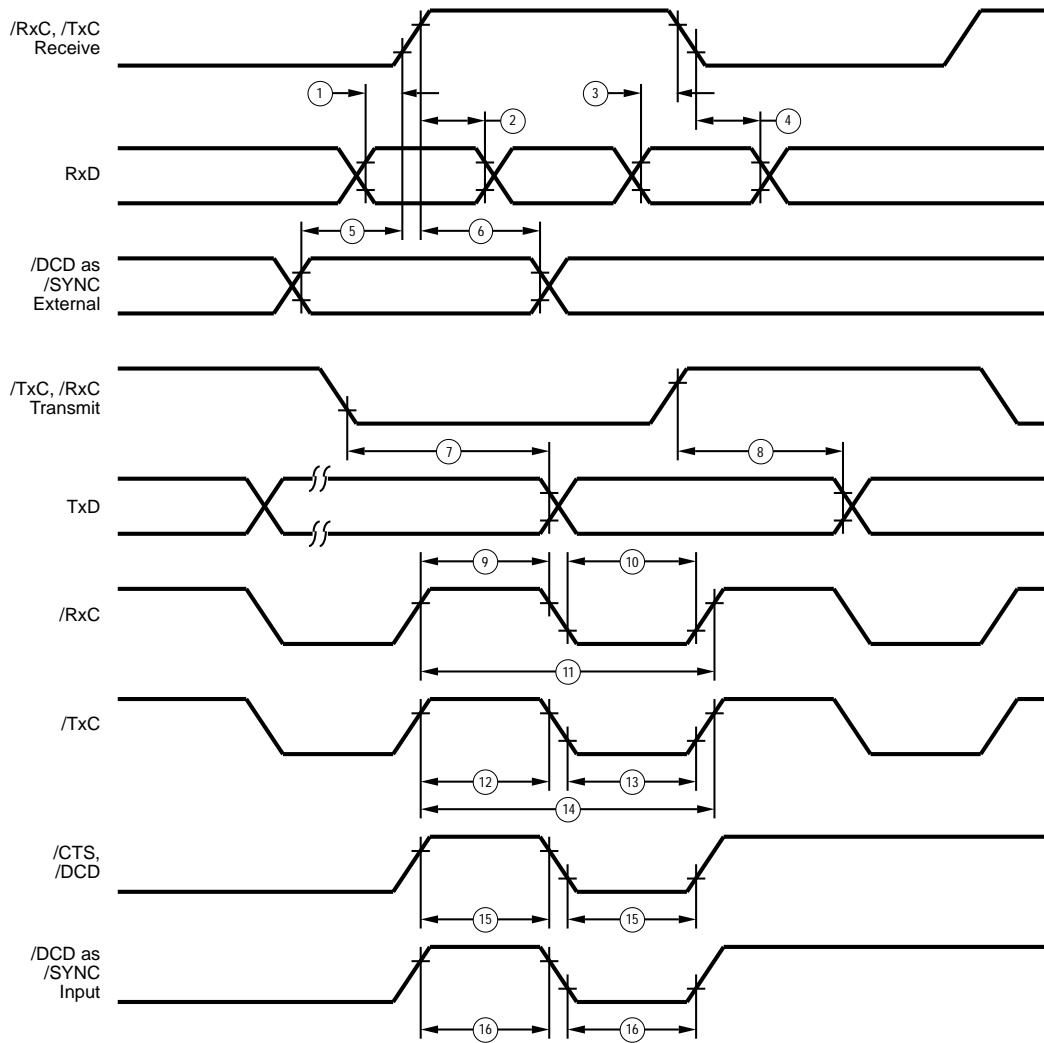 /RxC, /TxC
Receive
1
2
3
4
RxD
5
6
/DCD as
/SYNC
External
/TxC, /RxC
Transmit
7
8
TxD
9
10
/RxC
11
/TxC
12
13
14
/CTS,
/DCD
15
15
/DCD as
/SYNC
Input
16
16